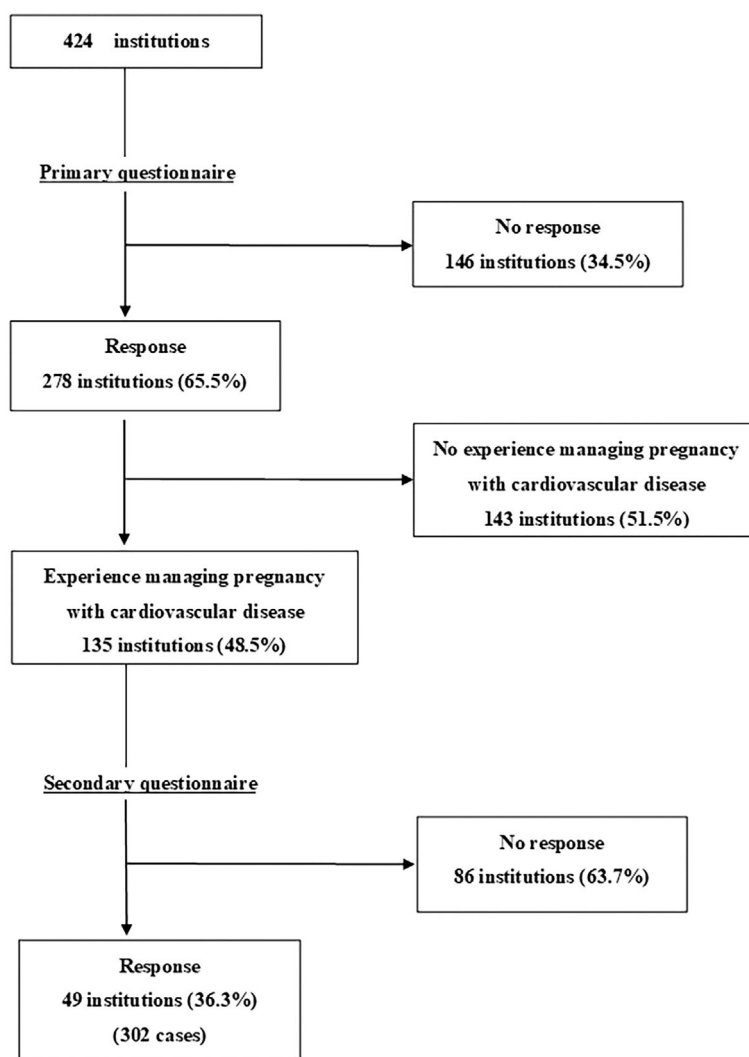 424 institutions
Primary questionnaire
No response
146 institutions (34.5%)
Response
278 institutions (65.5%)
No experience managing pregnancy
with cardiovascular disease
143 institutions (51.5%)
Experience managing pregnancy
with cardiovascular disease
135 institutions (48.5%)
Secondary questionnaire
No response
86 institutions (63.7%)
Response
49 institutions (36.3%)
(302 cases)